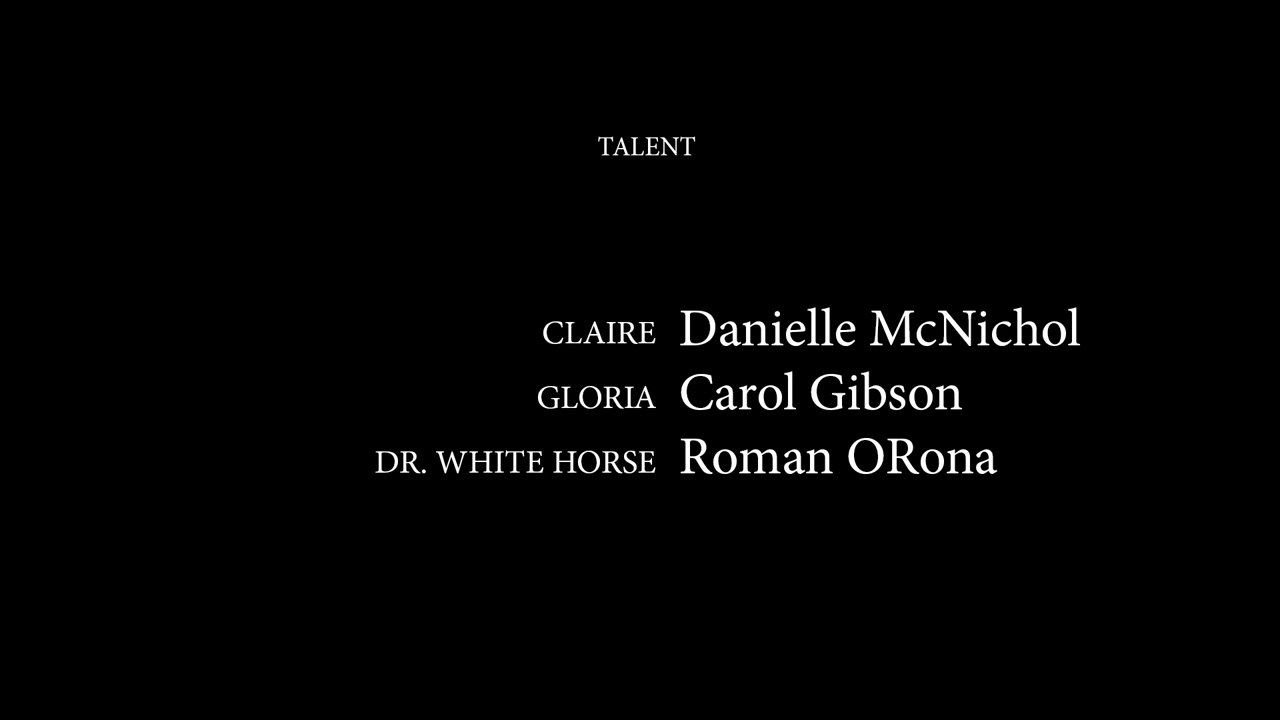 TALENT
CLAIRE Danielle McNichol
GLORIA Carol Gibson
DR. WHITE HORSE Roman ORona